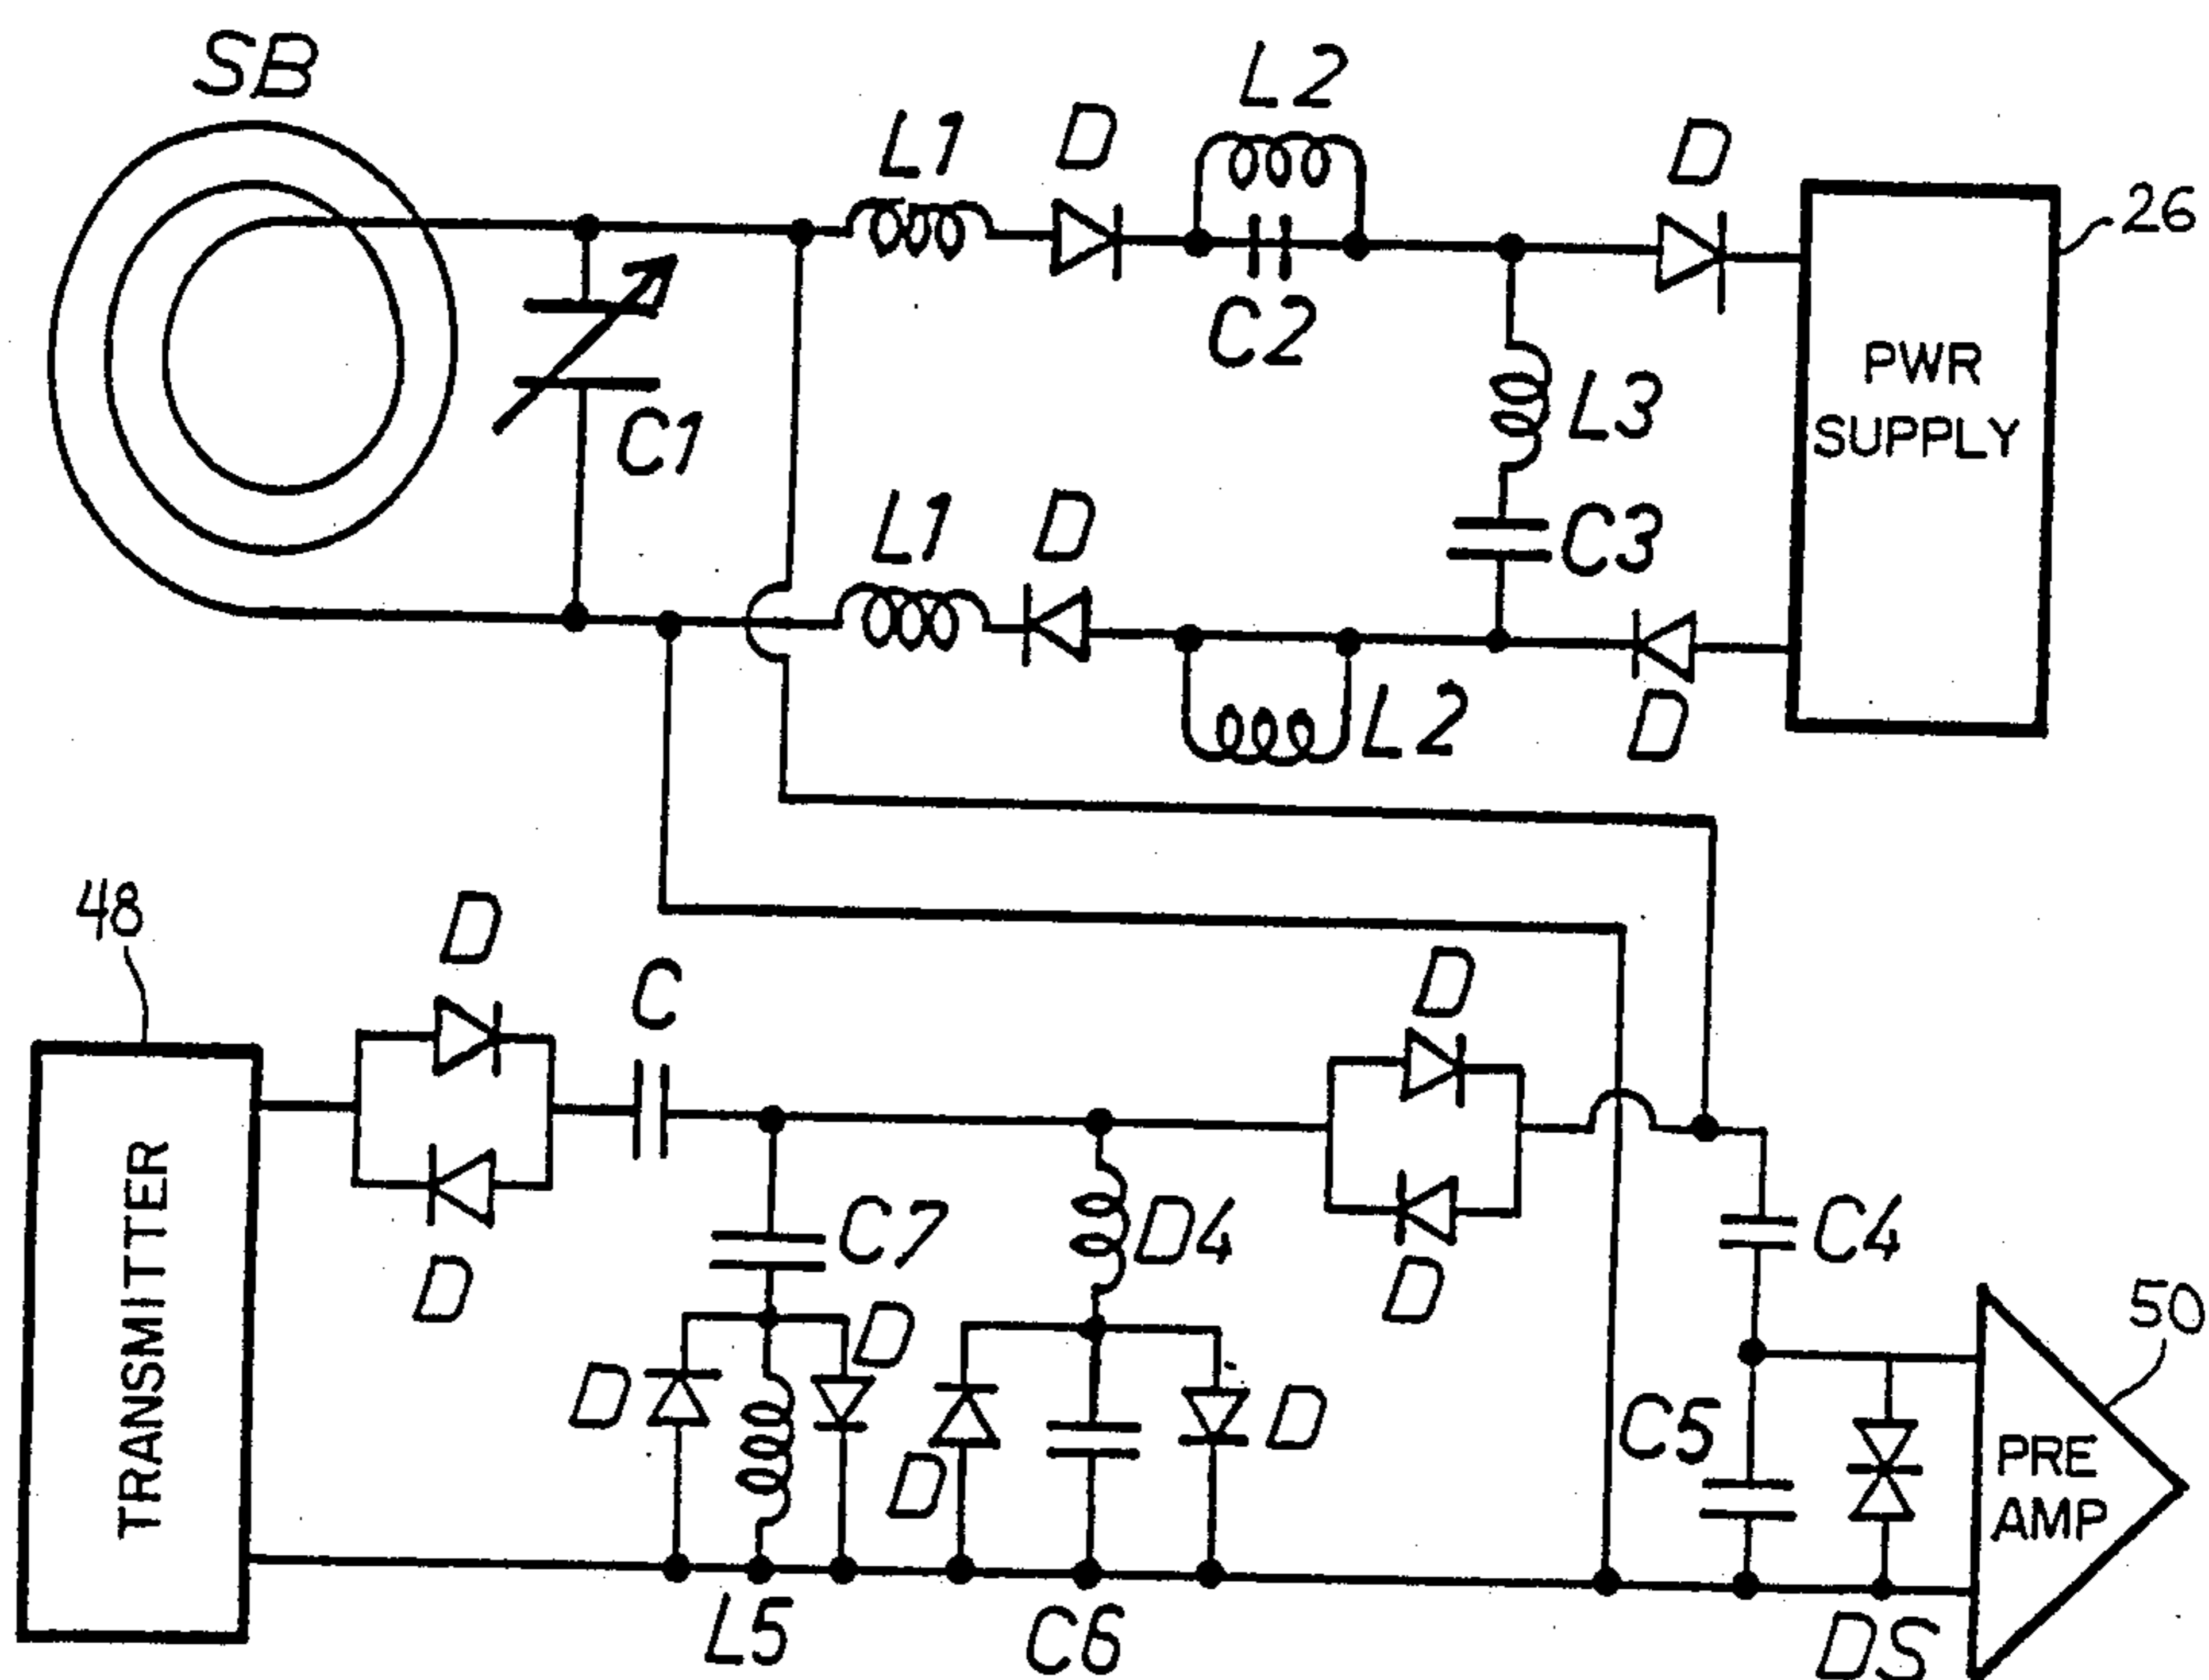 SB
L1
D
L2
D
26
C2
PWR
SUPPLY
C1
L3
L1
D
C3
L2
D
48
D
C
D
TRANSMITTER
D
C7
D4
D
C4
D
D
D
D
C5
50
PRE
AMP
L5
C6
DS